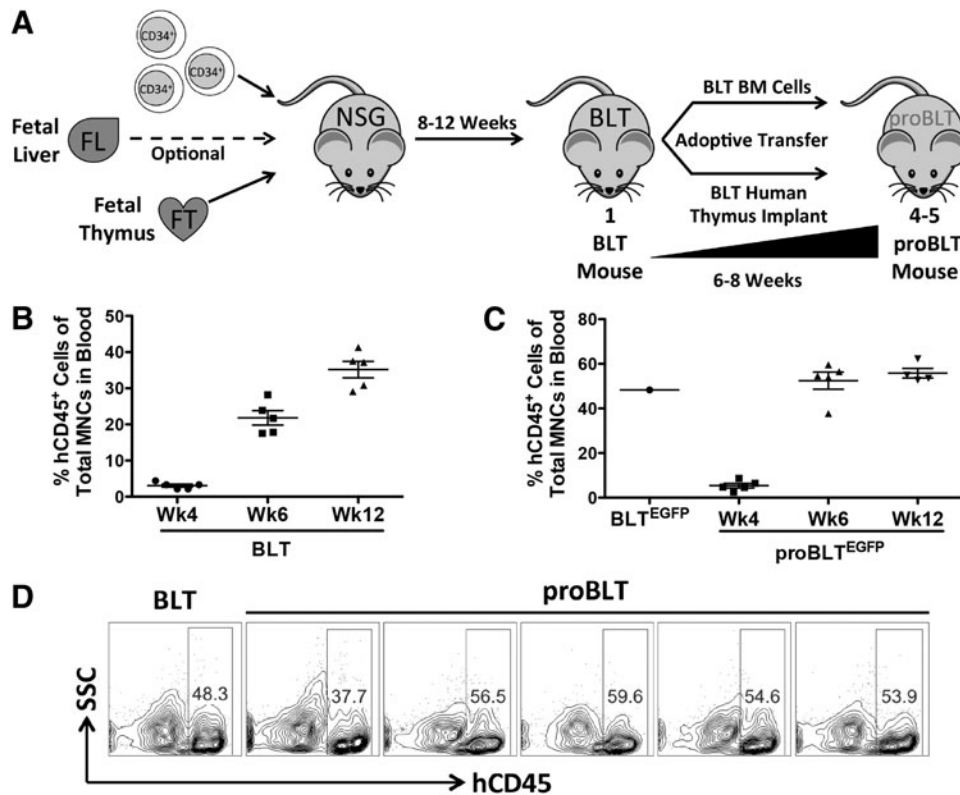 A
CD34+
CD34+
CD34+
Fetal
Liver
FL
Optional
Fetal
Thymus
FT
NSG
8-12 Weeks
BLT
1
BLT
Mouse
BLT BM Cells
Adoptive Transfer
BLT Human
Thymus Implant
6-8 Weeks
proBLT
4-5
proBLT
Mouse
B
% hCD45+ Cells of
Total MNCs in Blood
50
40
30
20
10
0
Wk4 Wk6 Wk12
BLT
C
% hCD45+ Cells of
Total MNCs in Blood
80
60
40
20
0
BLTEGFP Wk4 Wk6 Wk12
proBLTEGFP
D
BLT proBLT
SSC
48.3 37.7 56.5 59.6 54.6 53.9
hCD45